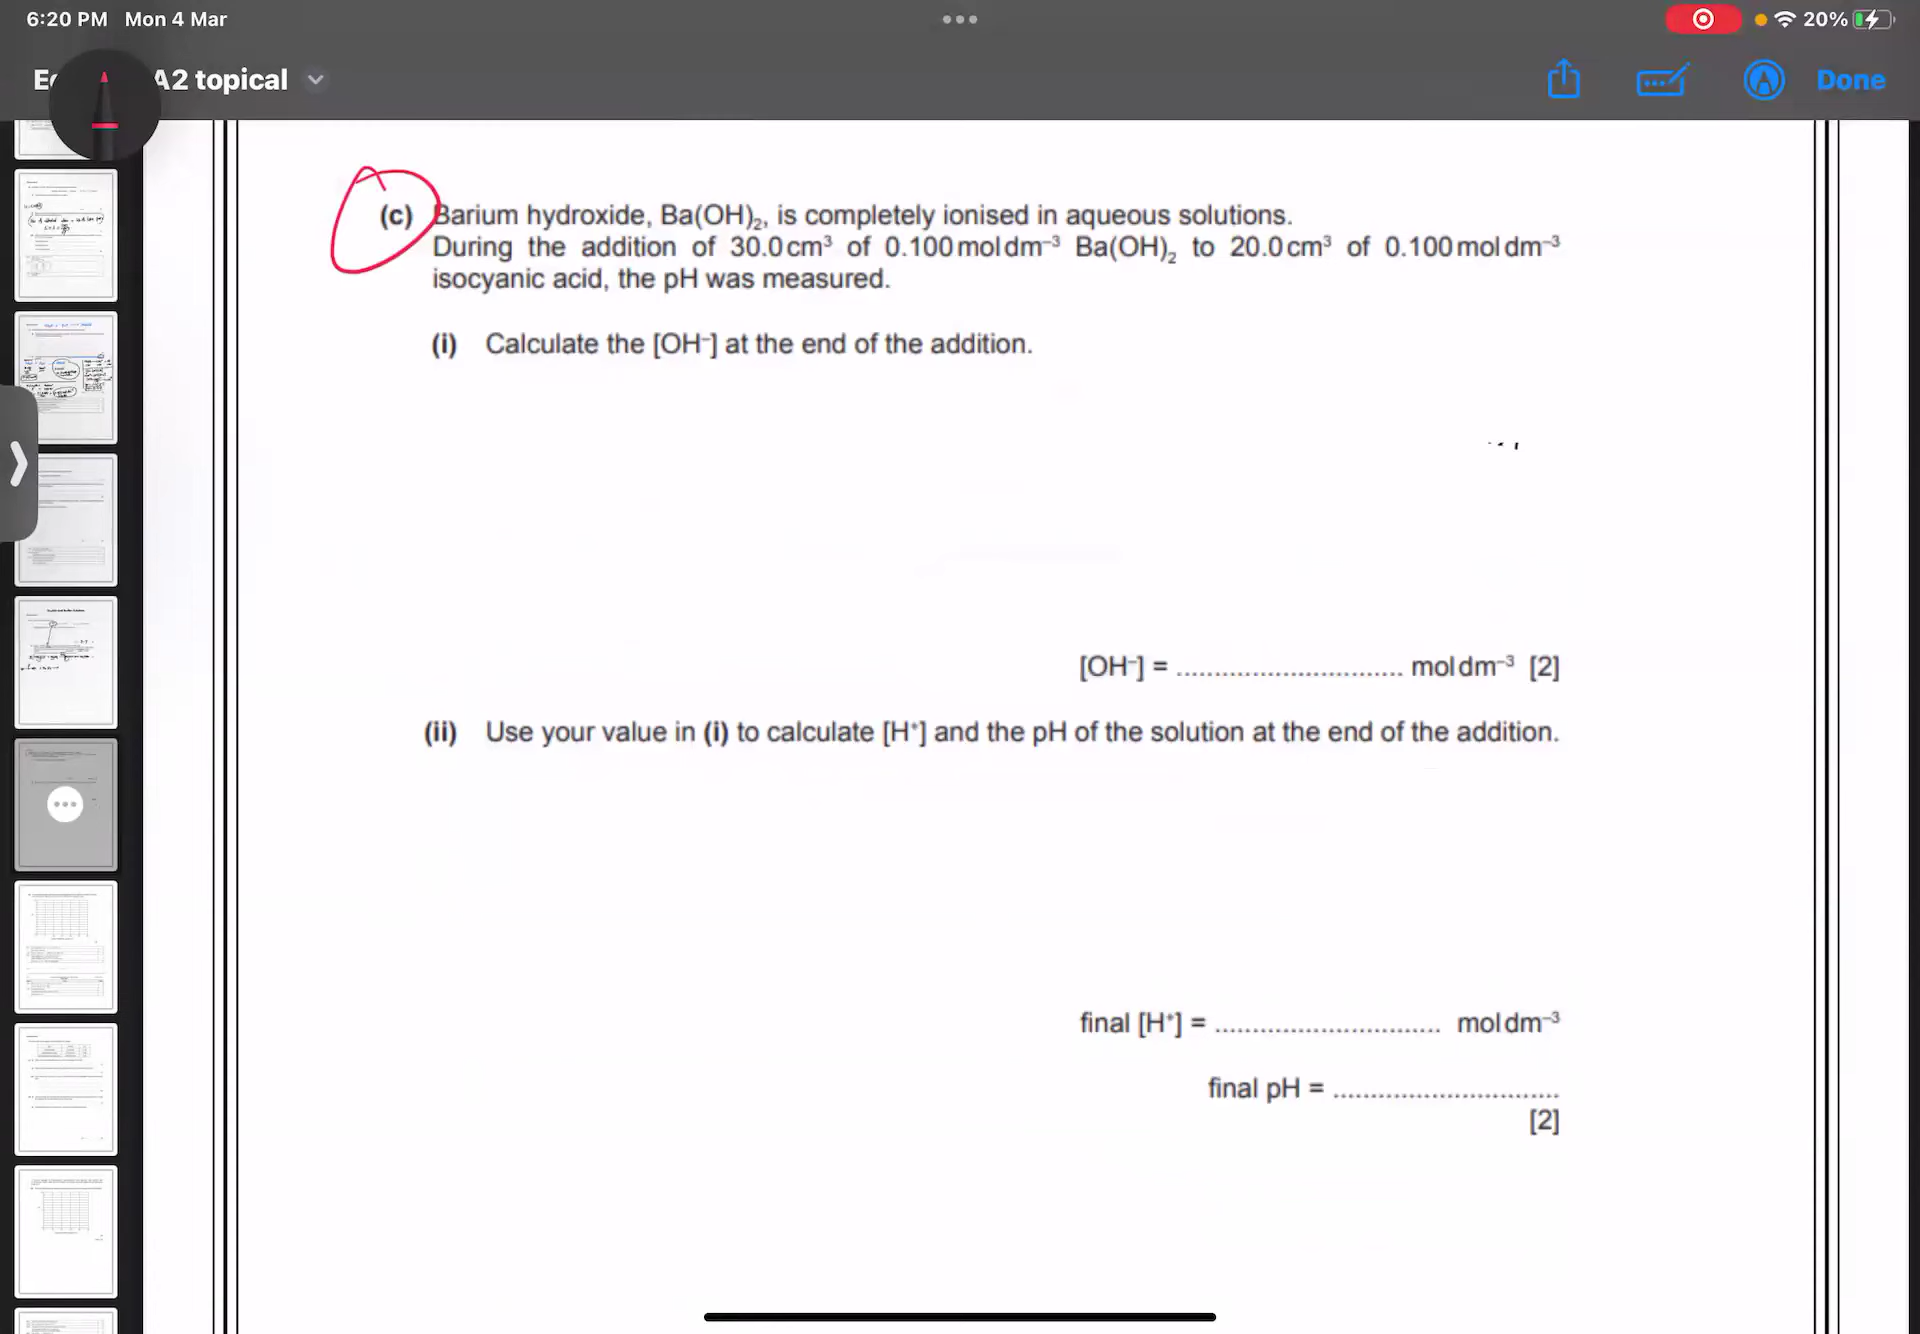 6:20 PM Mon 4 Mar
20%
A2 topical
Done
(c) Barium hydroxide, Ba(OH)₂, is completely ionised in aqueous solutions.
During the addition of 30.0 cm³ of 0.100 mol dm⁻³ Ba(OH)₂ to 20.0 cm³ of 0.100 mol dm⁻³
isocyanic acid, the pH was measured.
(i) Calculate the [OH⁻] at the end of the addition.
[OH⁻] = .............................. mol dm⁻³ [2]
(ii) Use your value in (i) to calculate [H⁺] and the pH of the solution at the end of the addition.
final [H⁺] = .............................. mol dm⁻³
final pH = ..............................
[2]